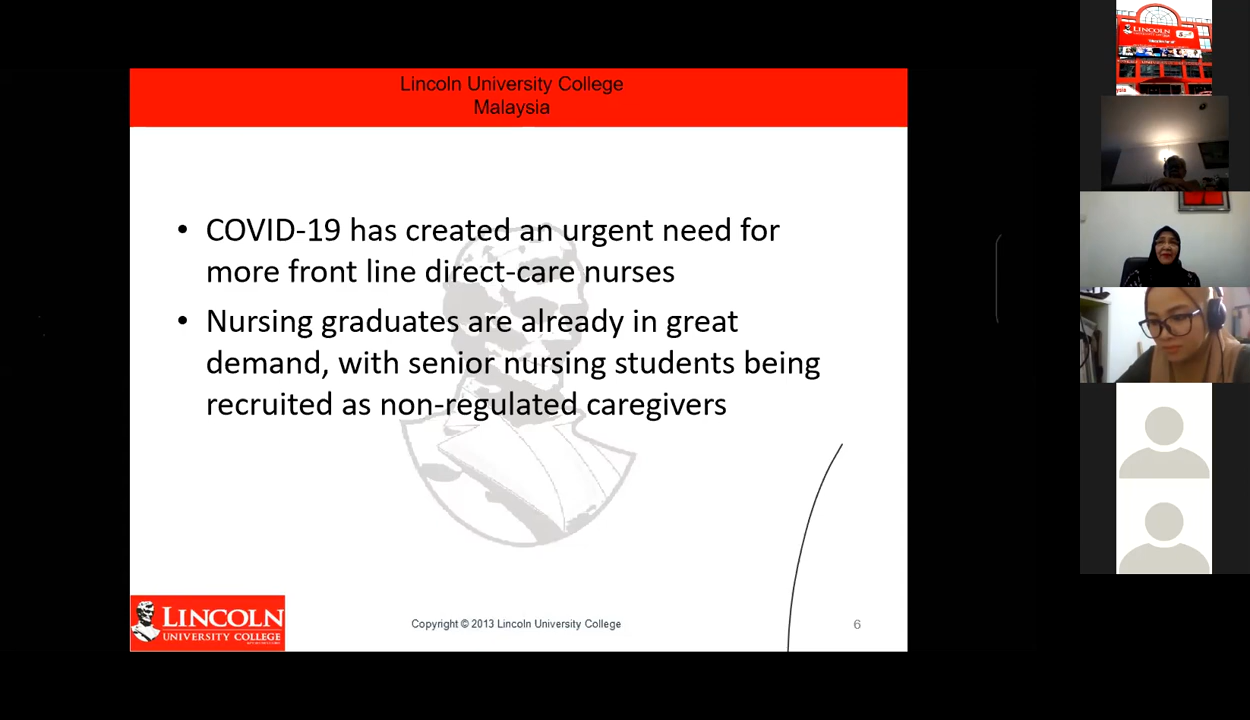 Lincoln University College
Malaysia
• COVID-19 has created an urgent need for
more front line direct-care nurses
• Nursing graduates are already in great
demand, with senior nursing students being
recruited as non-regulated caregivers
LINCOLN
UNIVERSITY COLLEGE
Copyright © 2013 Lincoln University College
6
LINCOLN